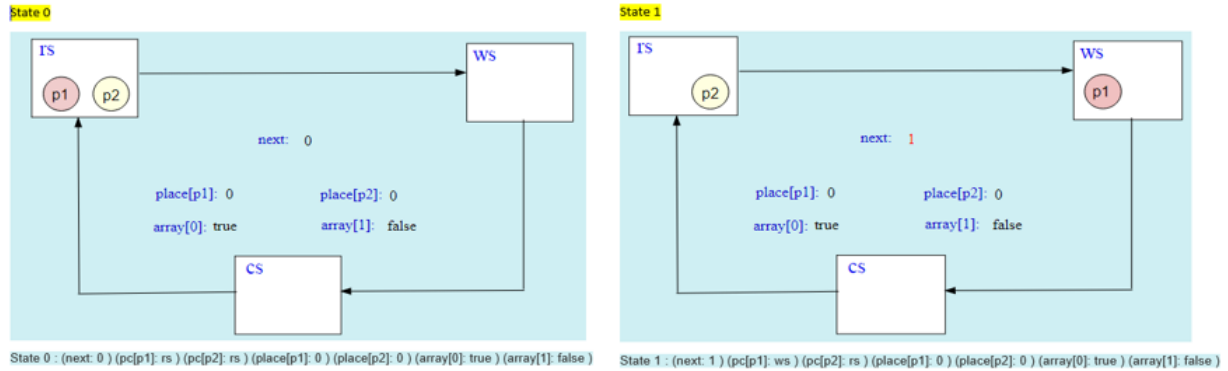 State 0
rs
ws
p1 p2
next: 0
place[p1]: 0 place[p2]: 0
array[0]: true array[1]: false
cs
State 0 : (next: 0 ) (pc[p1]: rs ) (pc[p2]: rs ) (place[p1]: 0 ) (place[p2]: 0 ) (array[0]: true ) (array[1]: false )
State 1
rs
ws
p2
p1
next: 1
place[p1]: 0 place[p2]: 0
array[0]: true array[1]: false
cs
State 1 : (next: 1 ) (pc[p1]: ws ) (pc[p2]: rs ) (place[p1]: 0 ) (place[p2]: 0 ) (array[0]: true ) (array[1]: false )